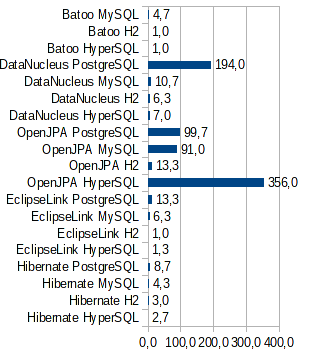 Batoo MySQL 4,7
Batoo H2 1,0
Batoo HyperSQL 1,0
DataNucleus PostgreSQL 194,0
DataNucleus MySQL 10,7
DataNucleus H2 6,3
DataNucleus HyperSQL 7,0
OpenJPA PostgreSQL 99,7
OpenJPA MySQL 91,0
OpenJPA H2 13,3
OpenJPA HyperSQL 356,0
EclipseLink PostgreSQL 13,3
EclipseLink MySQL 6,3
EclipseLink H2 1,0
EclipseLink HyperSQL 1,3
Hibernate PostgreSQL 8,7
Hibernate MySQL 4,3
Hibernate H2 3,0
Hibernate HyperSQL 2,7
0,0 100,0 200,0 300,0 400,0